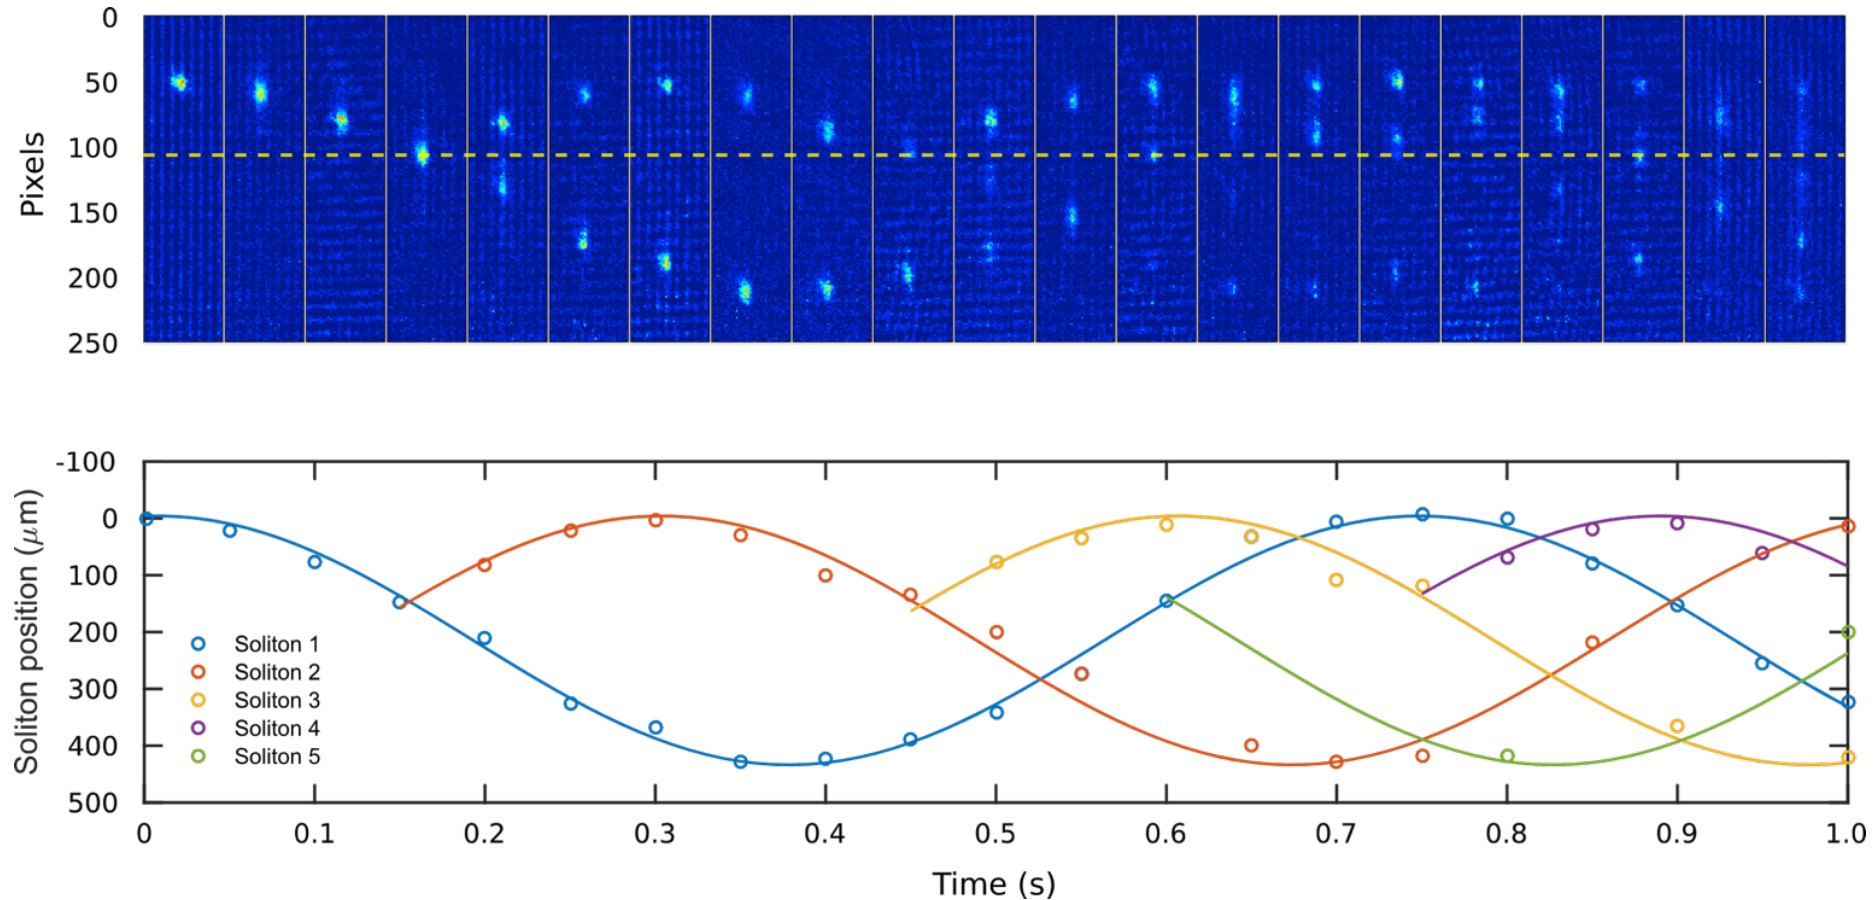 0
50
100
150
200
250
Pixels
-100
0
100
200
300
400
500
Soliton position (μm)
Soliton 1
Soliton 2
Soliton 3
Soliton 4
Soliton 5
0 0.1 0.2 0.3 0.4 0.5 0.6 0.7 0.8 0.9 1.0
Time (s)